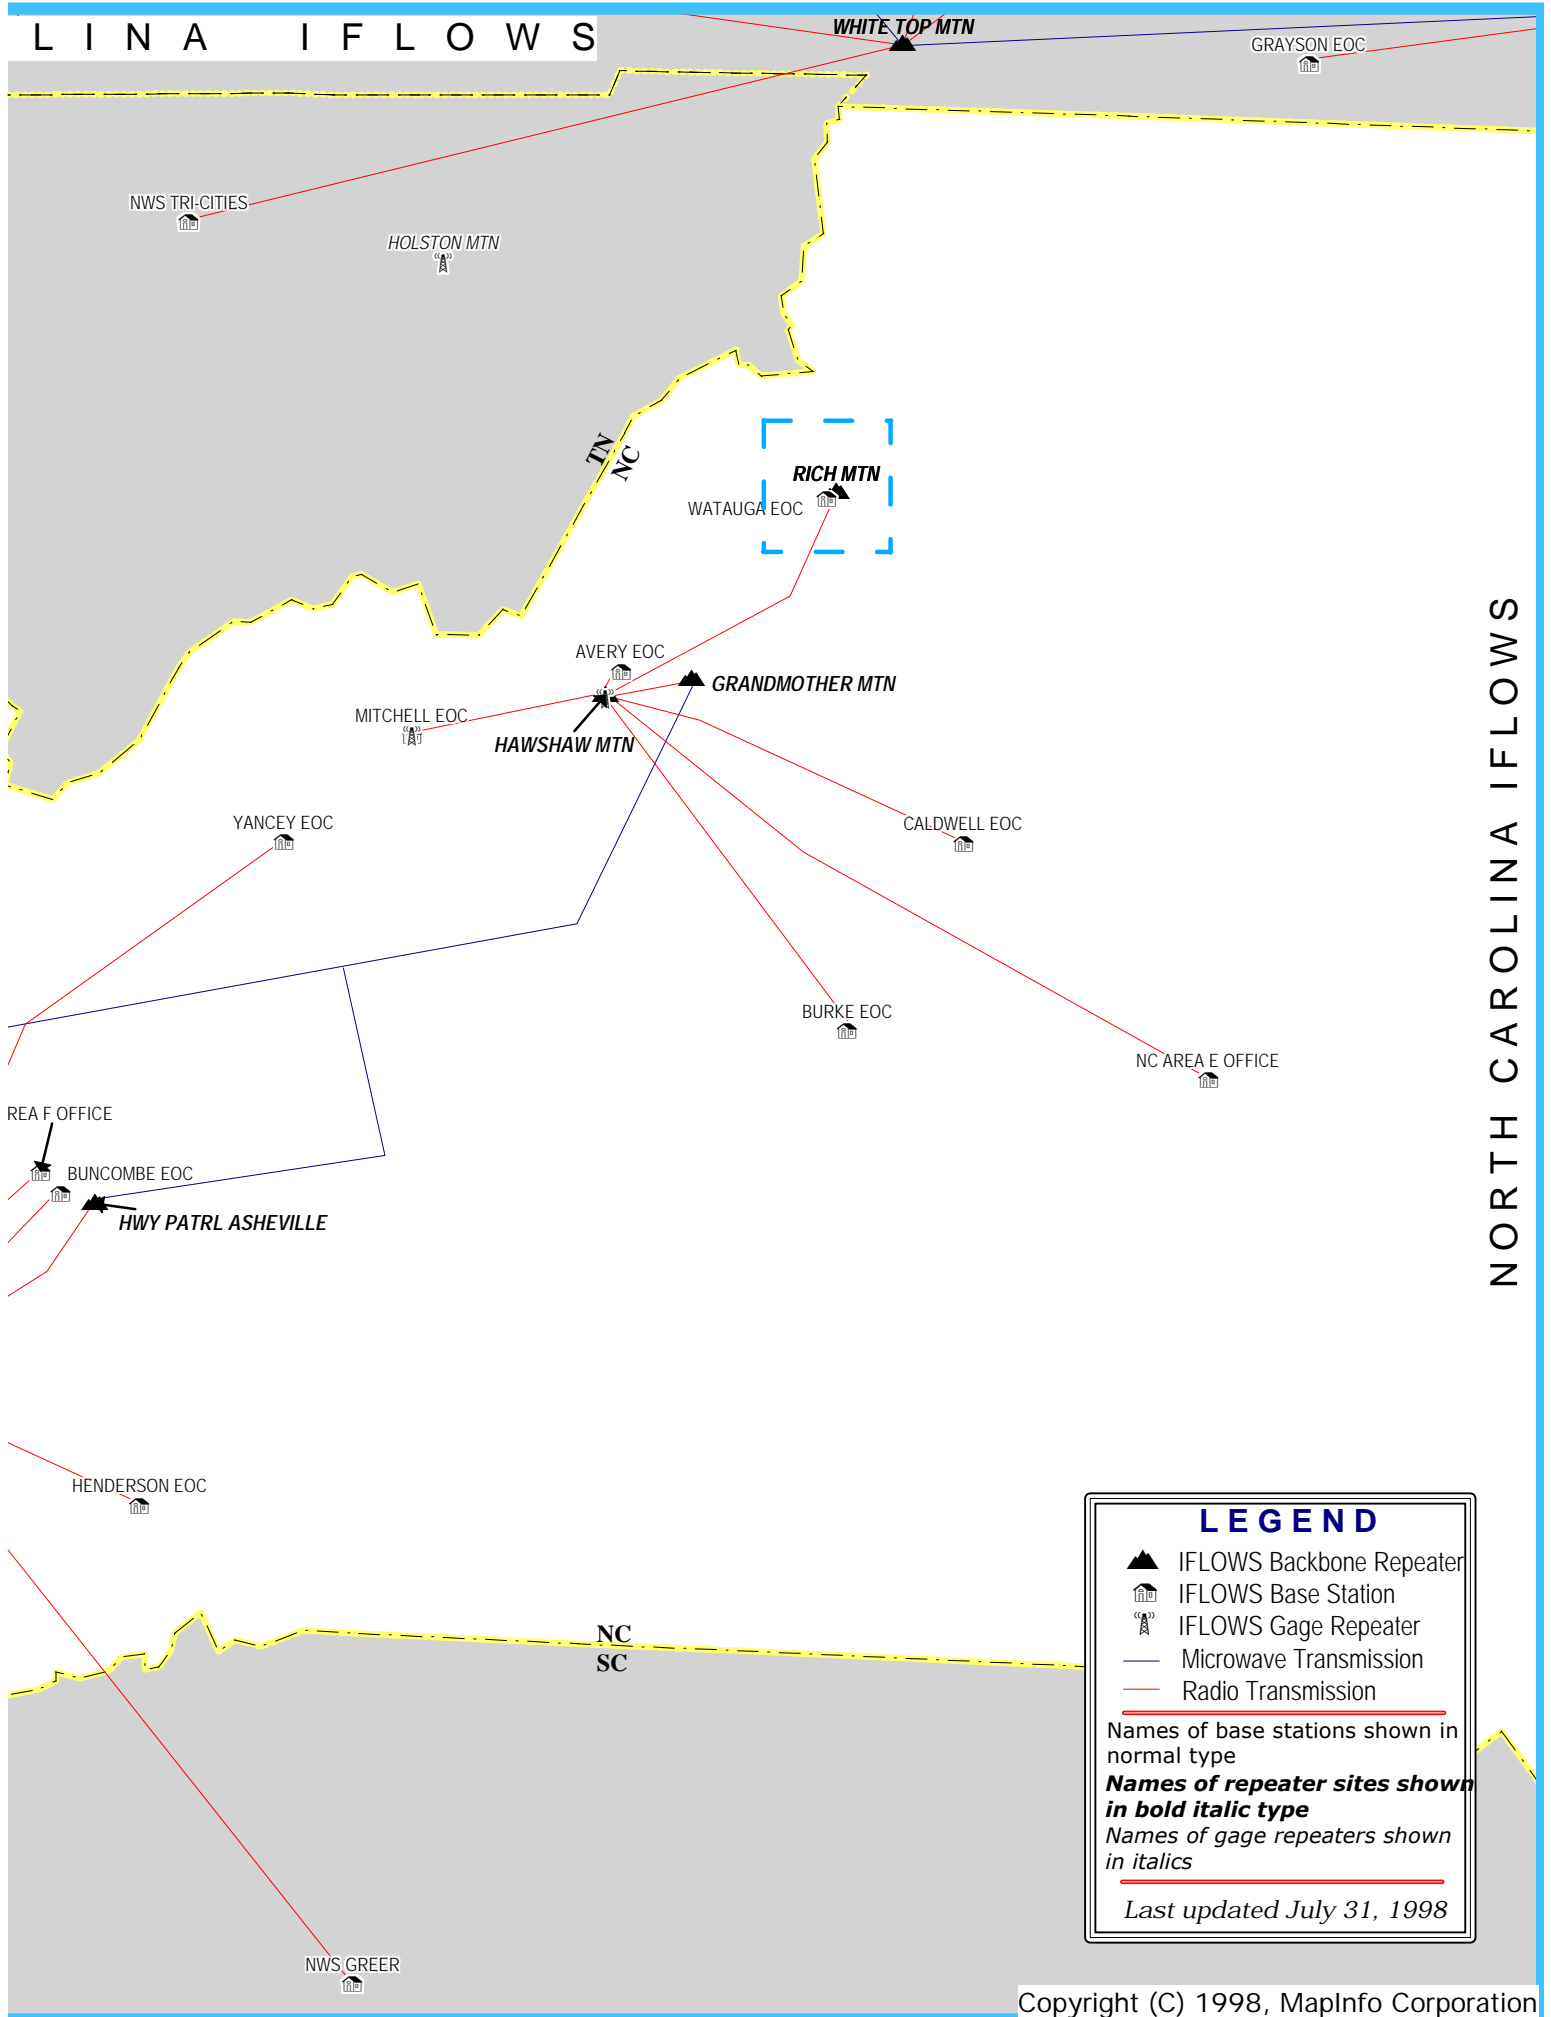 LINA IFLOWS
WHITE TOP MTN
GRAYSON EOC
NWS TRI-CITIES
HOLSTON MTN
TN
NC
RICH MTN
WATAUGA EOC
AVERY EOC
GRANDMOTHER MTN
MITCHELL EOC
HAWSHAW MTN
YANCEY EOC
CALDWELL EOC
NORTH CAROLINA IFLOWS
BURKE EOC
NC AREA E OFFICE
REA F OFFICE
BUNCOMBE EOC
HWY PATRL ASHEVILLE
HENDERSON EOC
NC
SC
NWS GREER
LEGEND
IFLOWS Backbone Repeater
IFLOWS Base Station
IFLOWS Gage Repeater
Microwave Transmission
Radio Transmission
Names of base stations shown in
normal type
Names of repeater sites shown
in bold italic type
Names of gage repeaters shown
in italics
Last updated July 31, 1998
Copyright (C) 1998, MapInfo Corporation